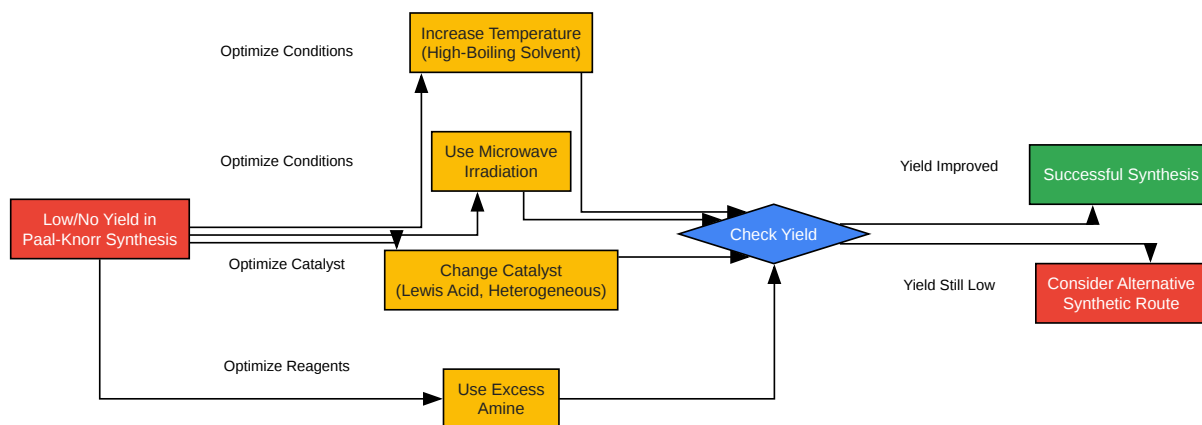 Increase Temperature
(High-Boiling Solvent)
Optimize Conditions
Use Microwave
Irradiation
Optimize Conditions
Yield Improved
Successful Synthesis
Low/No Yield in
Paal-Knorr Synthesis
Check Yield
Optimize Catalyst
Change Catalyst
(Lewis Acid, Heterogeneous)
Yield Still Low
Consider Alternative
Synthetic Route
Optimize Reagents
Use Excess
Amine